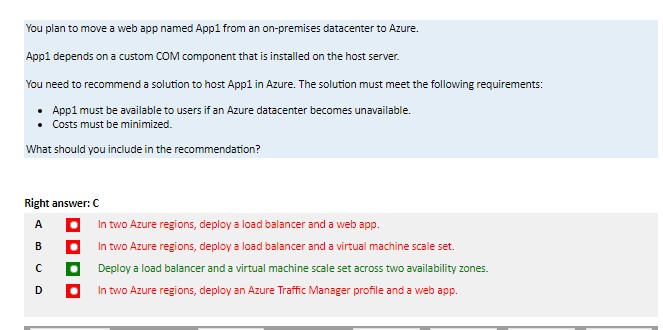 You plan to move a web app named App1 from an on-premises datacenter to Azure.
App1 depends on a custom COM component that is installed on the host server.
You need to recommend a solution to host App1 in Azure. The solution must meet the following requirements:
• App1 must be available to users if an Azure datacenter becomes unavailable.
• Costs must be minimized.
What should you include in the recommendation?
Right answer: C
A In two Azure regions, deploy a load balancer and a web app.
B In two Azure regions, deploy a load balancer and a virtual machine scale set.
C Deploy a load balancer and a virtual machine scale set across two availability zones.
D In two Azure regions, deploy an Azure Traffic Manager profile and a web app.